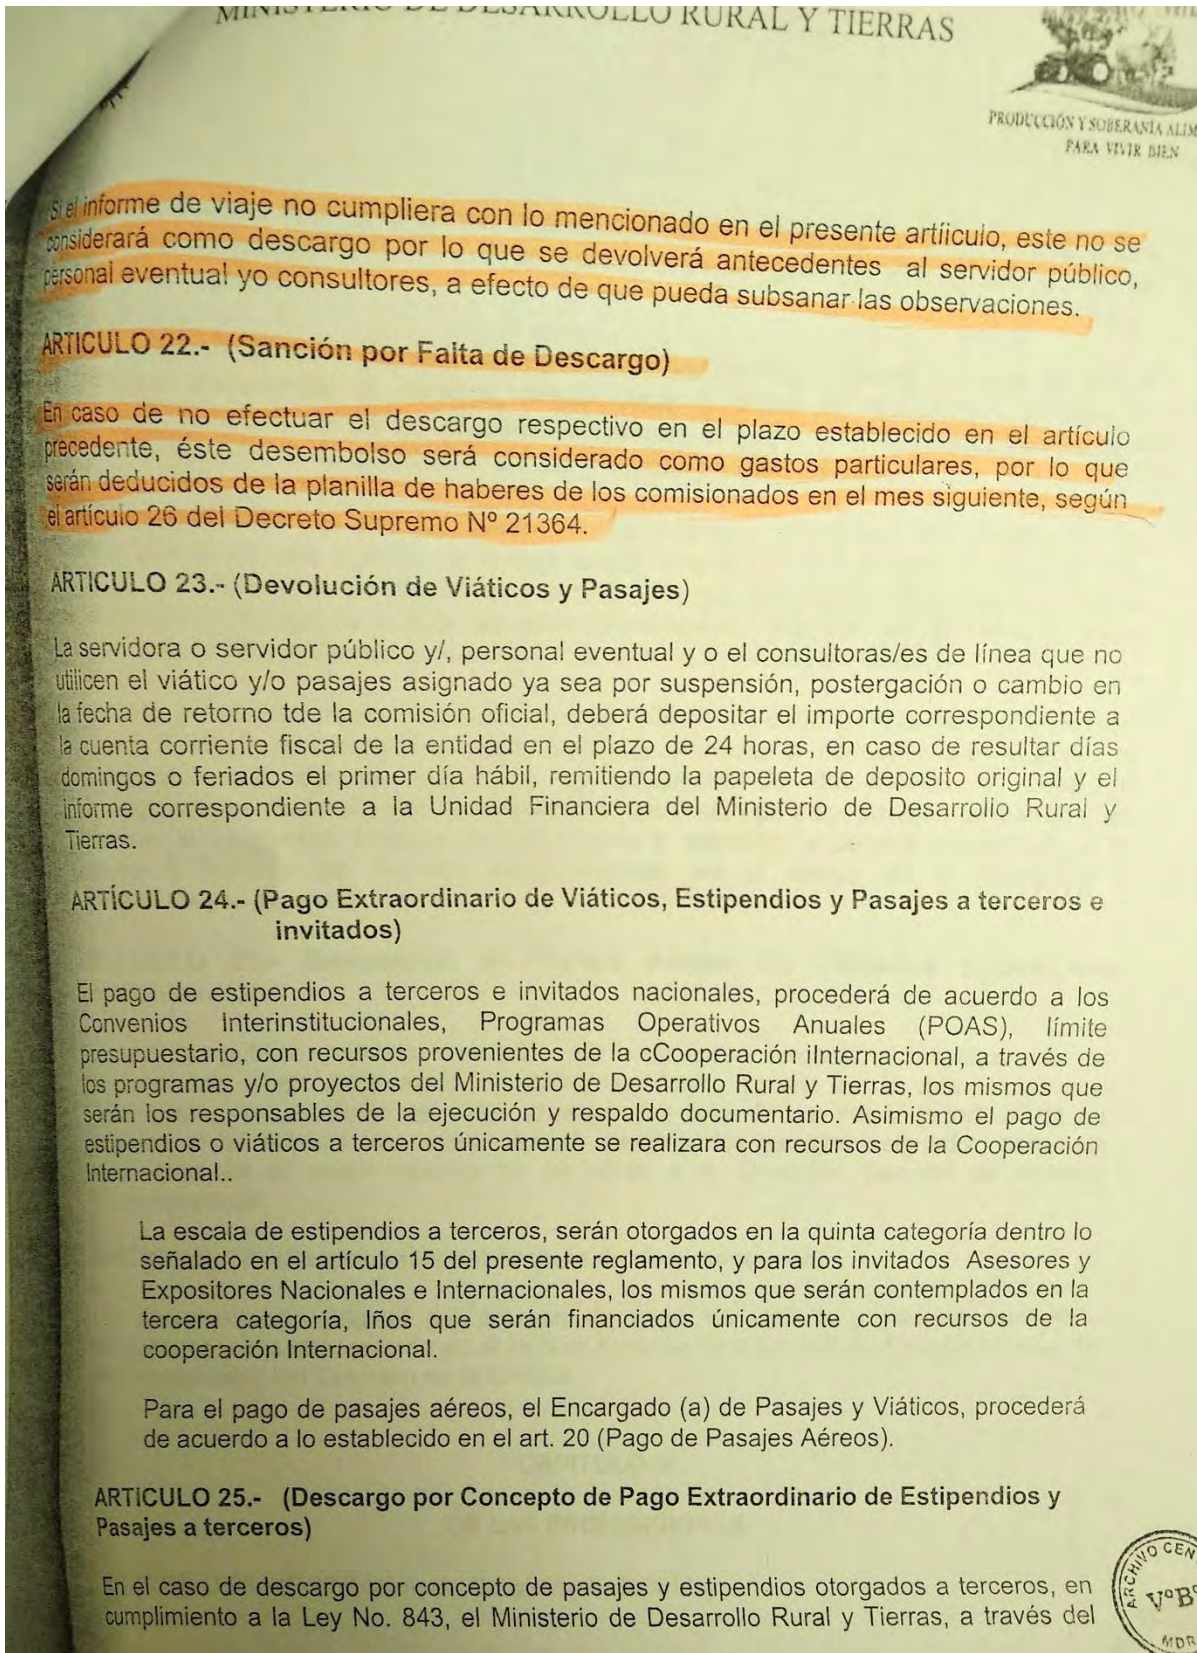 MINISTERIO DE DESARROLLO RURAL Y TIERRAS
PRODUCCIÓN Y SOBERANÍA ALIM
PARA VIVIR BIEN
Si el informe de viaje no cumpliera con lo mencionado en el presente artíiculo, este no se
considerará como descargo por lo que se devolverá antecedentes al servidor público,
personal eventual yo consultores, a efecto de que pueda subsanar las observaciones.
ARTICULO 22.- (Sanción por Falta de Descargo)
En caso de no efectuar el descargo respectivo en el plazo establecido en el artículo
precedente, éste desembolso será considerado como gastos particulares, por lo que
serán deducidos de la planilla de haberes de los comisionados en el mes siguiente, según
el artículo 26 del Decreto Supremo Nº 21364.
ARTICULO 23.- (Devolución de Viáticos y Pasajes)
La servidora o servidor público y/, personal eventual y o el consultoras/es de línea que no
utilicen el viático y/o pasajes asignado ya sea por suspensión, postergación o cambio en
la fecha de retorno tde la comisión oficial, deberá depositar el importe correspondiente a
la cuenta corriente fiscal de la entidad en el plazo de 24 horas, en caso de resultar días
domingos o feriados el primer día hábil, remitiendo la papeleta de deposito original y el
informe correspondiente a la Unidad Financiera del Ministerio de Desarrollo Rural y
Tierras.
ARTÍCULO 24.- (Pago Extraordinario de Viáticos, Estipendios y Pasajes a terceros e
invitados)
El pago de estipendios a terceros e invitados nacionales, procederá de acuerdo a los
Convenios Interinstitucionales, Programas Operativos Anuales (POAS), límite
presupuestario, con recursos provenientes de la cCooperación iInternacional, a través de
los programas y/o proyectos del Ministerio de Desarrollo Rural y Tierras, los mismos que
serán los responsables de la ejecución y respaldo documentario. Asimismo el pago de
estipendios o viáticos a terceros únicamente se realizara con recursos de la Cooperación
Internacional..
La escala de estipendios a terceros, serán otorgados en la quinta categoría dentro lo
señalado en el artículo 15 del presente reglamento, y para los invitados Asesores y
Expositores Nacionales e Internacionales, los mismos que serán contemplados en la
tercera categoría, lños que serán financiados únicamente con recursos de la
cooperación Internacional.
Para el pago de pasajes aéreos, el Encargado (a) de Pasajes y Viáticos, procederá
de acuerdo a lo establecido en el art. 20 (Pago de Pasajes Aéreos).
ARTICULO 25.- (Descargo por Concepto de Pago Extraordinario de Estipendios y
Pasajes a terceros)
En el caso de descargo por concepto de pasajes y estipendios otorgados a terceros, en
cumplimiento a la Ley No. 843, el Ministerio de Desarrollo Rural y Tierras, a través del
ARCHIVO CEN
VºBº
MDR